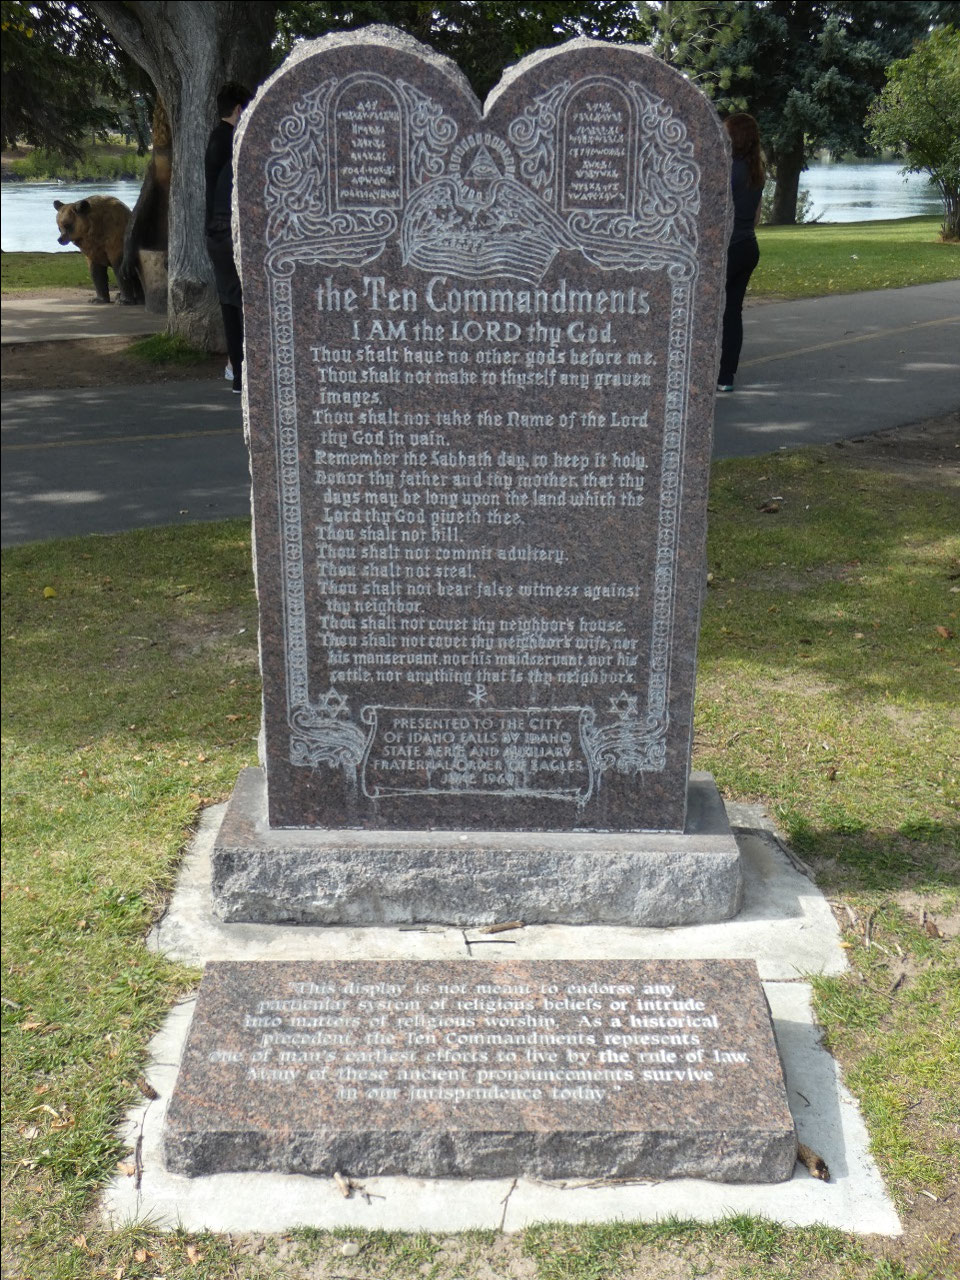 the Ten Commandments
I AM the LORD thy God.
Thou shalt have no other gods before me.
Thou shalt not make to thyself any graven
images.
Thou shalt not take the Name of the Lord
thy God in vain.
Remember the Sabbath day, to keep it holy.
Honor thy father and thy mother, that thy
days may be long upon the land which the
Lord thy God giveth thee.
Thou shalt not kill.
Thou shalt not commit adultery.
Thou shalt not steal.
Thou shalt not bear false witness against
thy neighbor.
Thou shalt not covet thy neighbor's house.
Thou shalt not covet thy neighbor's wife, nor
his manservant, nor his maidservant, nor his
cattle, nor anything that is thy neighbor's.
PRESENTED TO THE CITY
OF IDAHO FALLS BY IDAHO
STATE AERIE AND AUXILIARY
FRATERNAL ORDER OF EAGLES
JUNE
"This display is not meant to endorse any
particular system of religious beliefs or intrude
into matters of religious worship. As a historical
precedent, the Ten Commandments represents
one of man's earliest efforts to live by the rule of law.
Many of these ancient pronouncements survive
in our jurisprudence today.